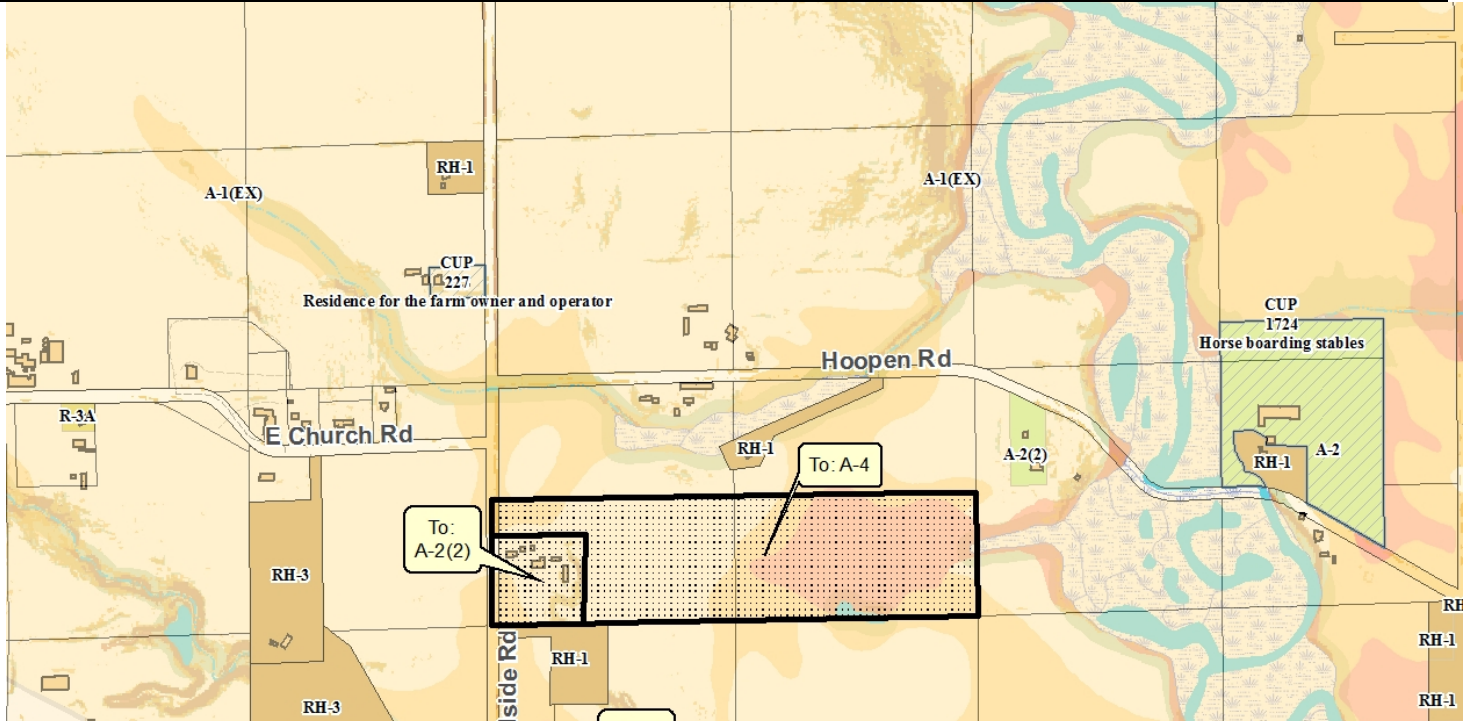 RH-1
A-1(EX)
A-1(EX)
CUP
227
Residence for the farm owner and operator
CUP
1724
Horse boarding stables
Hoopen Rd
R-3A
E Church Rd
RH-1
To: A-4
A-2(2)
RH-1
A-2
To:
A-2(2)
RH-3
RH
RH-1
RH-1
lside Rd
RH-3
RH-1